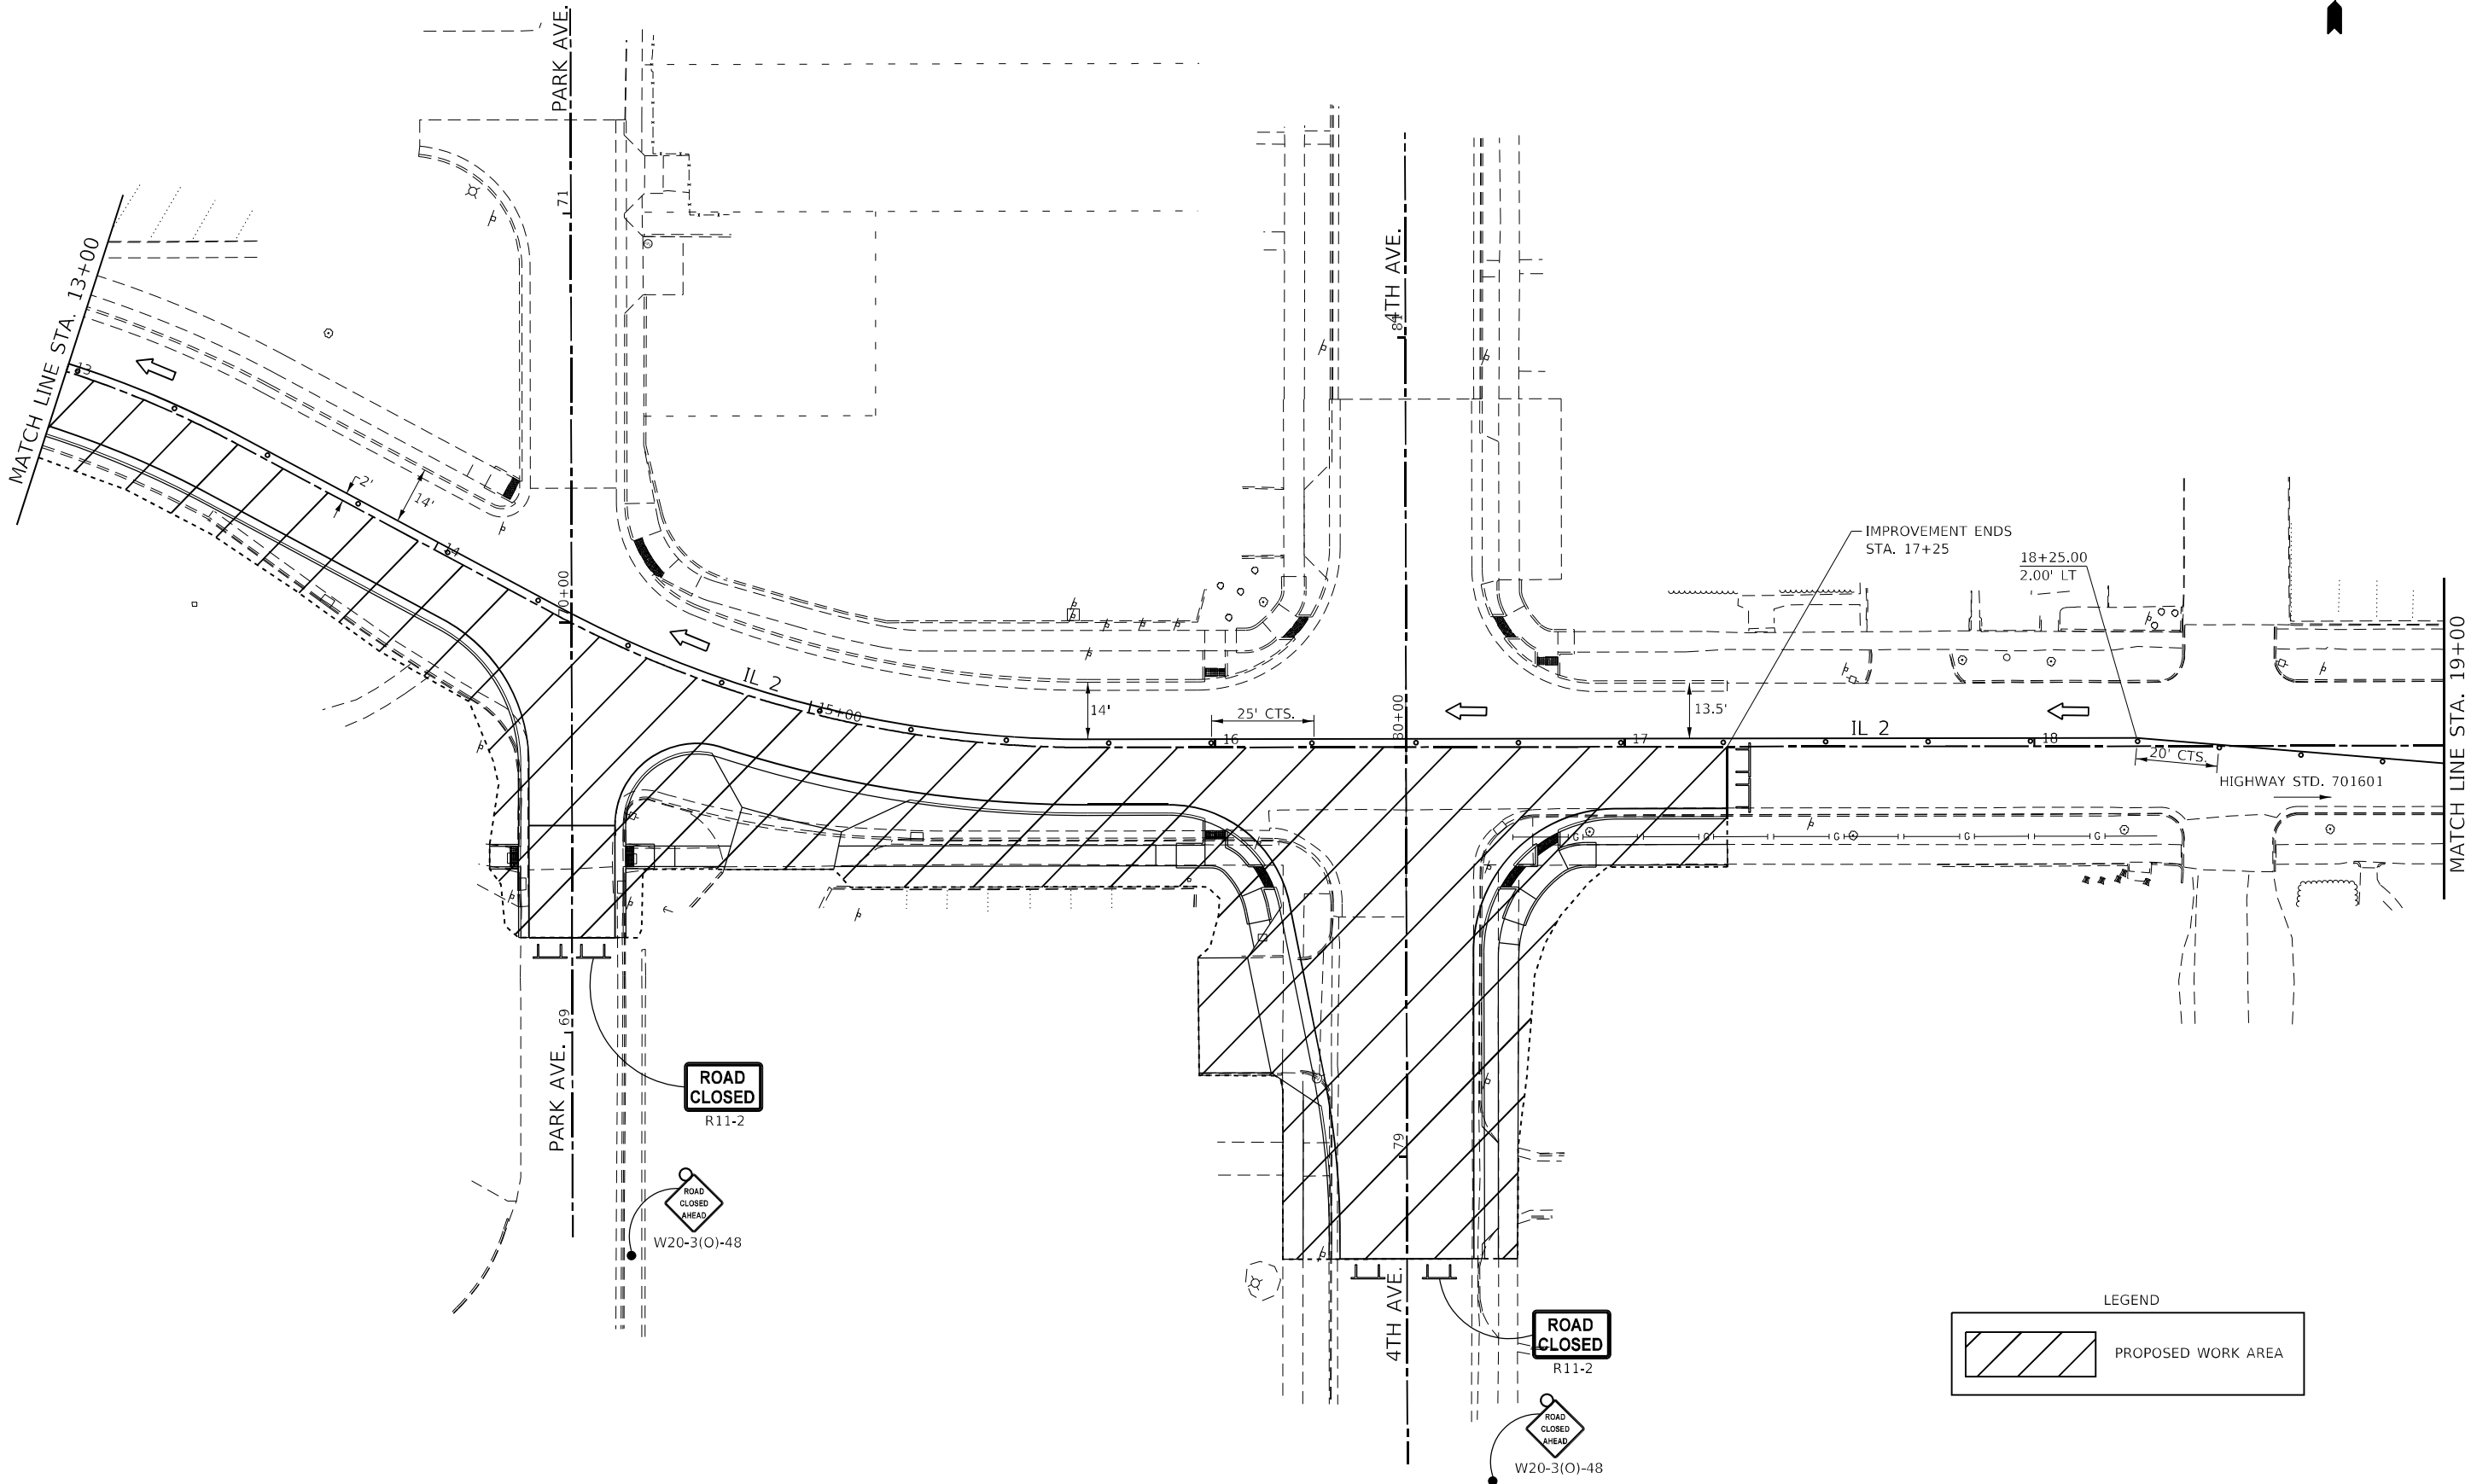 PARK AVE.
71
4TH AVE.
81
MATCH LINE STA. 13+00
13
2'
14'
14
70+00
IL 2
15+00
14'
25' CTS.
16
80+00
17
13.5'
IMPROVEMENT ENDS
STA. 17+25
18+25.00
2.00' LT
IL 2
18
20' CTS.
HIGHWAY STD. 701601
MATCH LINE STA. 19+00
G
G
G
G
G
69
PARK AVE.
ROAD
CLOSED
R11-2
ROAD
CLOSED
AHEAD
W20-3(O)-48
79
4TH AVE.
ROAD
CLOSED
R11-2
ROAD
CLOSED
AHEAD
W20-3(O)-48
LEGEND
PROPOSED WORK AREA